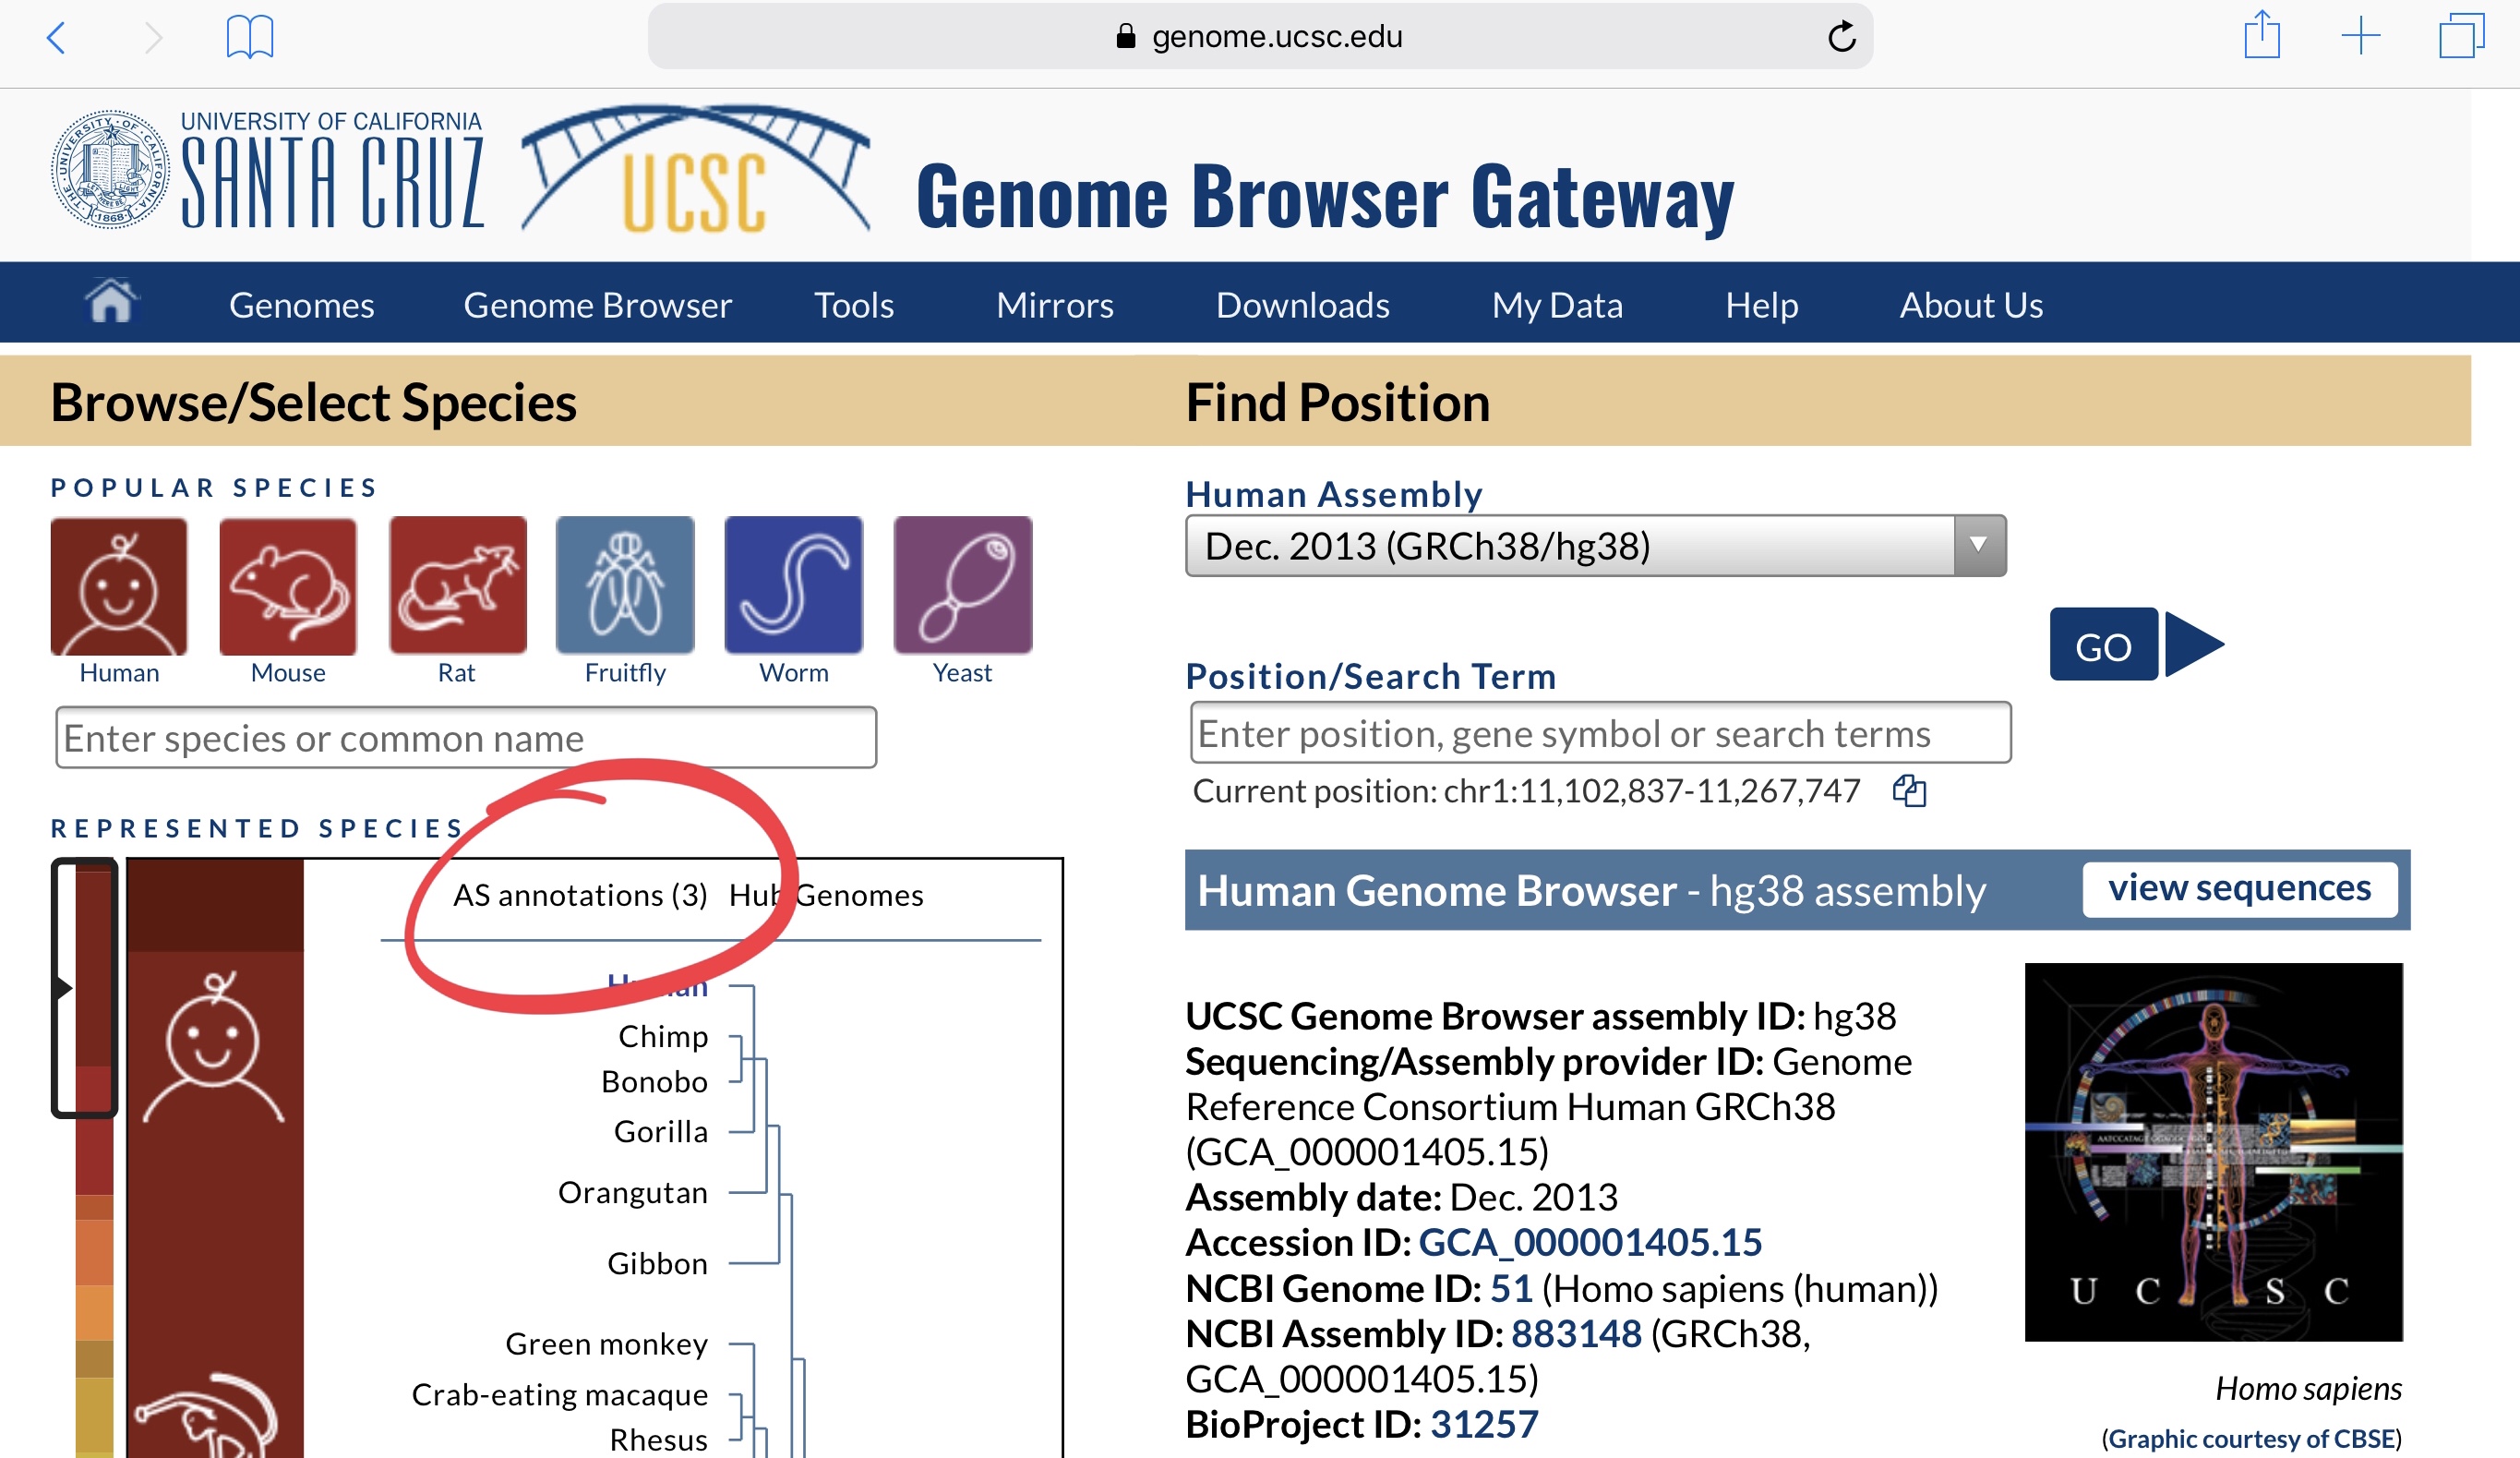 genome.ucsc.edu
UNIVERSITY OF CALIFORNIA
SANTA CRUZ
UCSC
Genome Browser Gateway
Genomes Genome Browser Tools Mirrors Downloads My Data Help About Us
Browse/Select Species
Find Position
POPULAR SPECIES
Human Mouse Rat Fruitfly Worm Yeast
Enter species or common name
REPRESENTED SPECIES
AS annotations (3) Hub Genomes
Human
Chimp
Bonobo
Gorilla
Orangutan
Gibbon
Green monkey
Crab-eating macaque
Rhesus
Human Assembly
Dec. 2013 (GRCh38/hg38)
GO
Position/Search Term
Enter position, gene symbol or search terms
Current position: chr1:11,102,837-11,267,747
Human Genome Browser - hg38 assembly
view sequences
UCSC Genome Browser assembly ID: hg38
Sequencing/Assembly provider ID: Genome
Reference Consortium Human GRCh38
(GCA_000001405.15)
Assembly date: Dec. 2013
Accession ID: GCA_000001405.15
NCBI Genome ID: 51 (Homo sapiens (human))
NCBI Assembly ID: 883148 (GRCh38,
GCA_000001405.15)
BioProject ID: 31257
U C S C
Homo sapiens
(Graphic courtesy of CBSE)